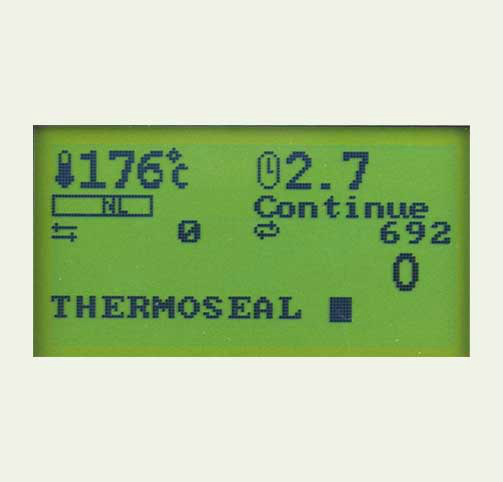 176°C 2.7
NL Continue
0 692
0
THERMOSEAL